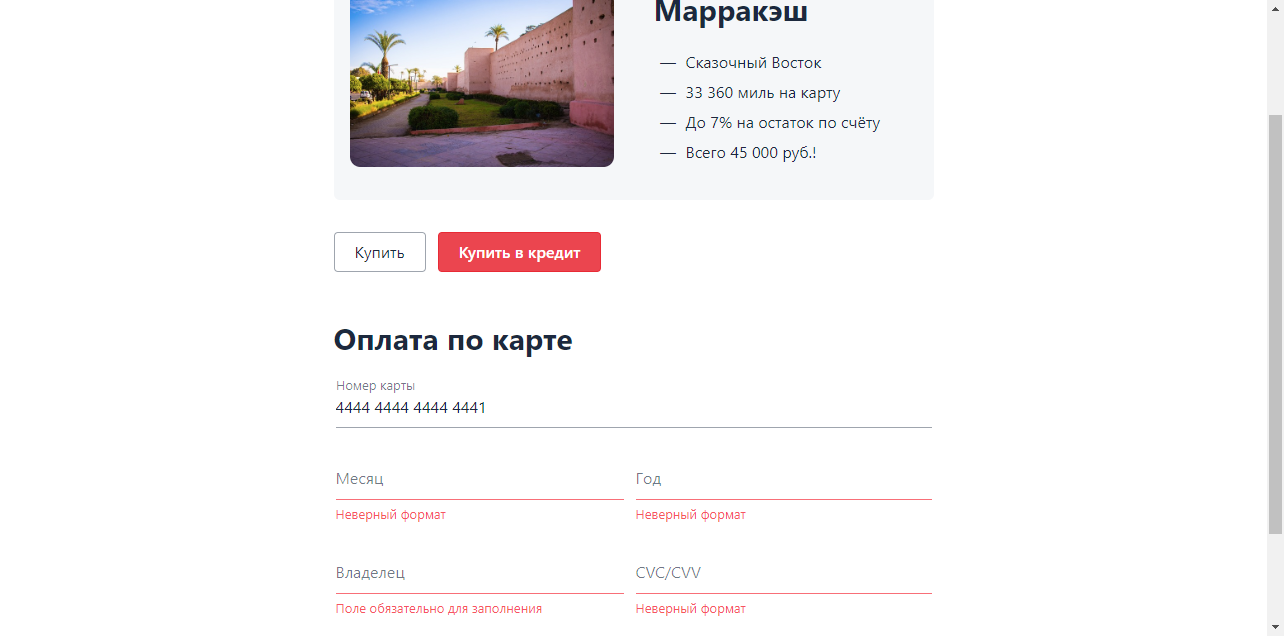 Марракэш
— Сказочный Восток
— 33 360 миль на карту
— До 7% на остаток по счёту
— Всего 45 000 руб.!
Купить Купить в кредит
Оплата по карте
Номер карты
4444 4444 4444 4441
Месяц Год
Неверный формат Неверный формат
Владелец CVC/CVV
Поле обязательно для заполнения Неверный формат